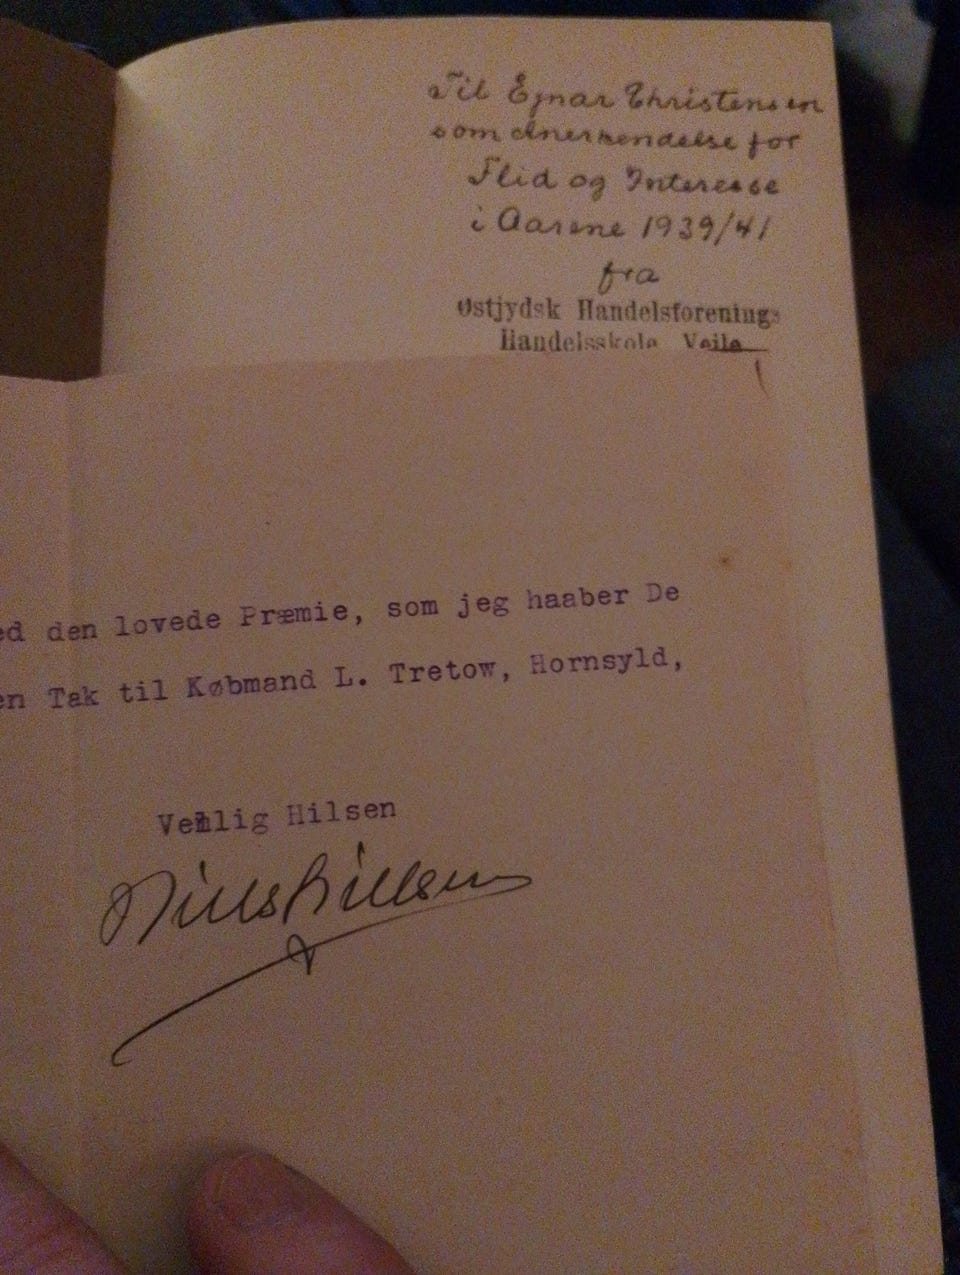 Til Ejnar Christensen
som Anerkendelse for
Flid og Interesse
i Aarene 1939/41
fra
Østjydsk Handelsforenings
Handelsskole Vejle
ed den lovede Præmie, som jeg haaber De
en Tak til Købmand L. Tretow, Hornsyld,
Venlig Hilsen